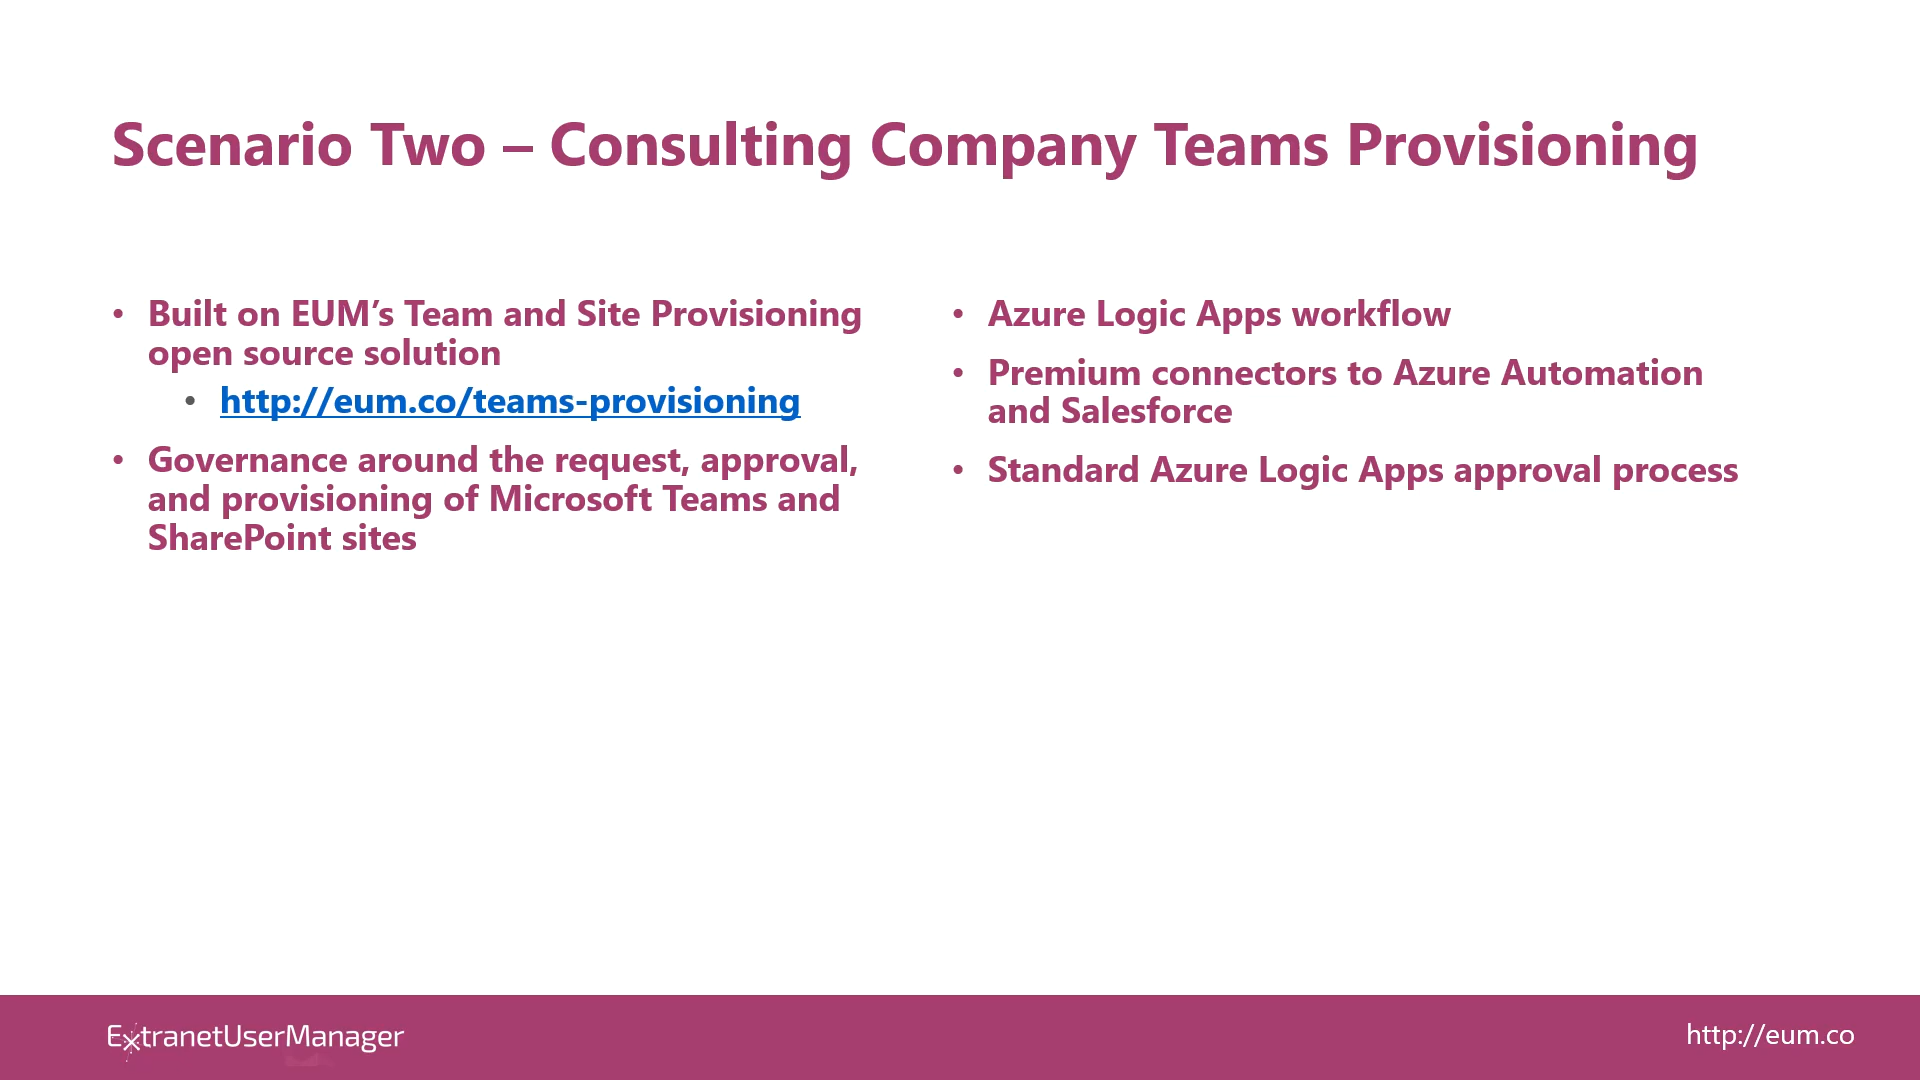 Scenario Two – Consulting Company Teams Provisioning
• Built on EUM’s Team and Site Provisioning
open source solution
• http://eum.co/teams-provisioning
• Governance around the request, approval,
and provisioning of Microsoft Teams and
SharePoint sites
• Azure Logic Apps workflow
• Premium connectors to Azure Automation
and Salesforce
• Standard Azure Logic Apps approval process
ExtranetUserManager
http://eum.co